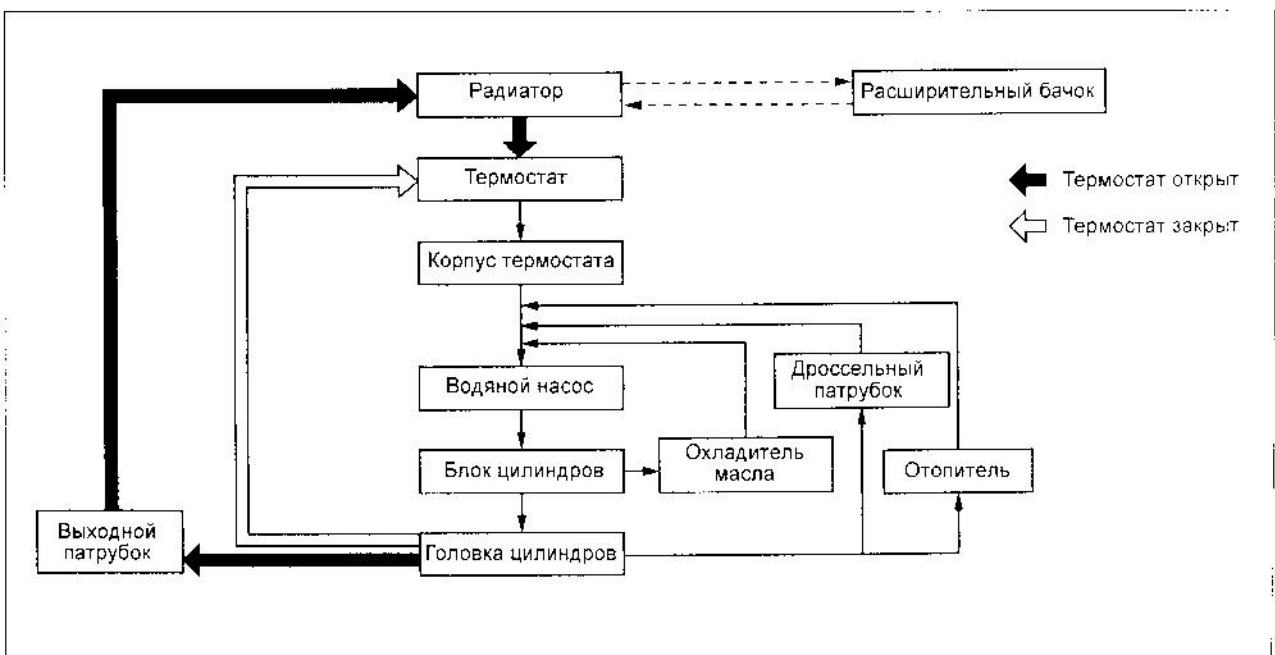 Радиатор
Расширительный бачок
Термостат
Термостат открыт
Термостат закрыт
Корпус термостата
Водяной насос
Дроссельный
патрубок
Блок цилиндров
Охладитель
масла
Отопитель
Выходной
патрубок
Головка цилиндров